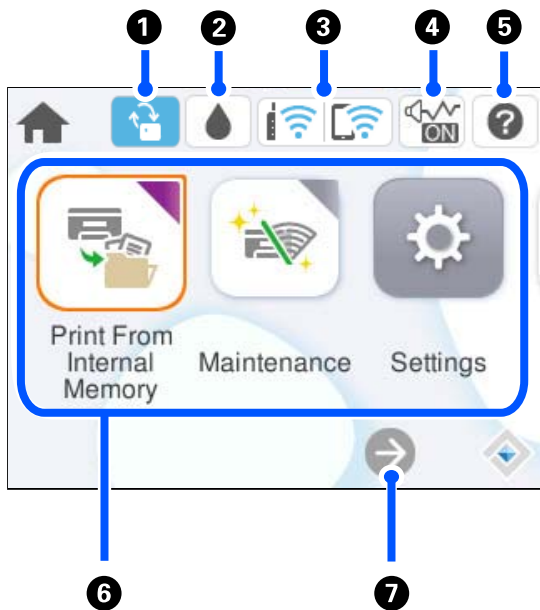 1 2 3 4 5
ON
?
Print From
Internal
Memory
Maintenance
Settings
6 7